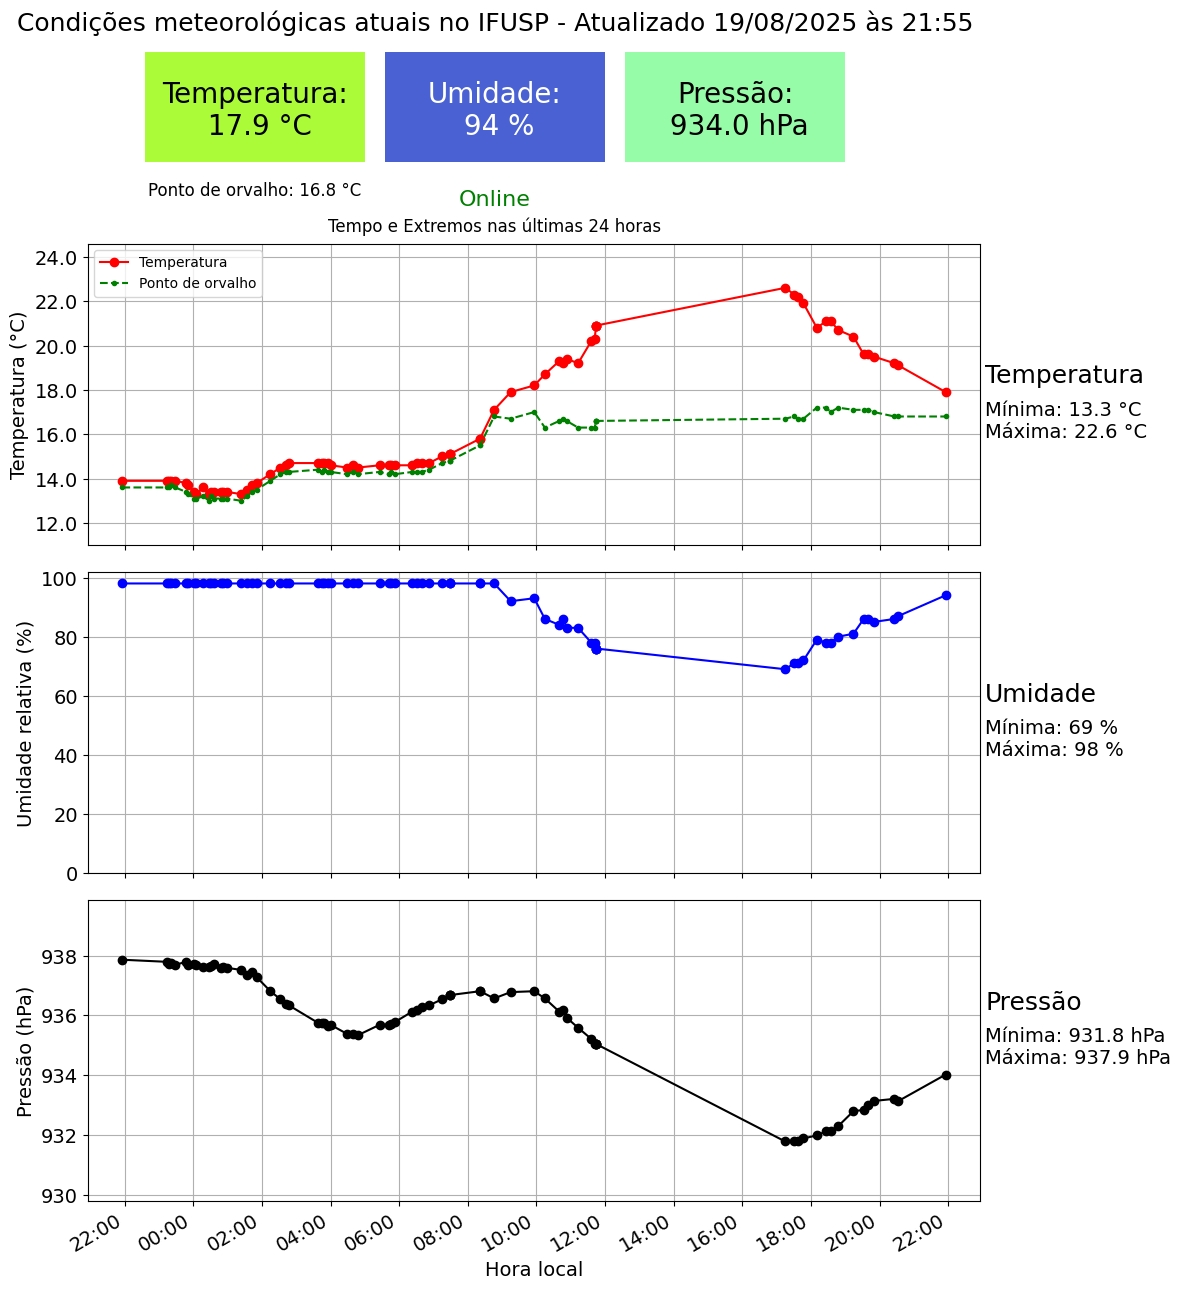 Condições meteorológicas atuais no IFUSP - Atualizado 19/08/2025 às 21:55
Temperatura:
17.9 °C
Umidade:
94 %
Pressão:
934.0 hPa
Ponto de orvalho: 16.8 °C
Online
Tempo e Extremos nas últimas 24 horas
Temperatura
Ponto de orvalho
24.0
22.0
20.0
18.0
16.0
14.0
12.0
Temperatura (°C)
Temperatura
Mínima: 13.3 °C
Máxima: 22.6 °C
100
80
60
40
20
0
Umidade relativa (%)
Umidade
Mínima: 69 %
Máxima: 98 %
938
936
934
932
930
Pressão (hPa)
Pressão
Mínima: 931.8 hPa
Máxima: 937.9 hPa
22:00
00:00
02:00
04:00
06:00
08:00
10:00
12:00
14:00
16:00
18:00
20:00
22:00
Hora local